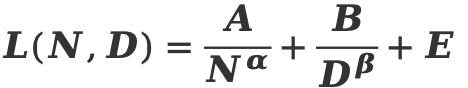 L(N, D) = A/N^α + B/D^β + E